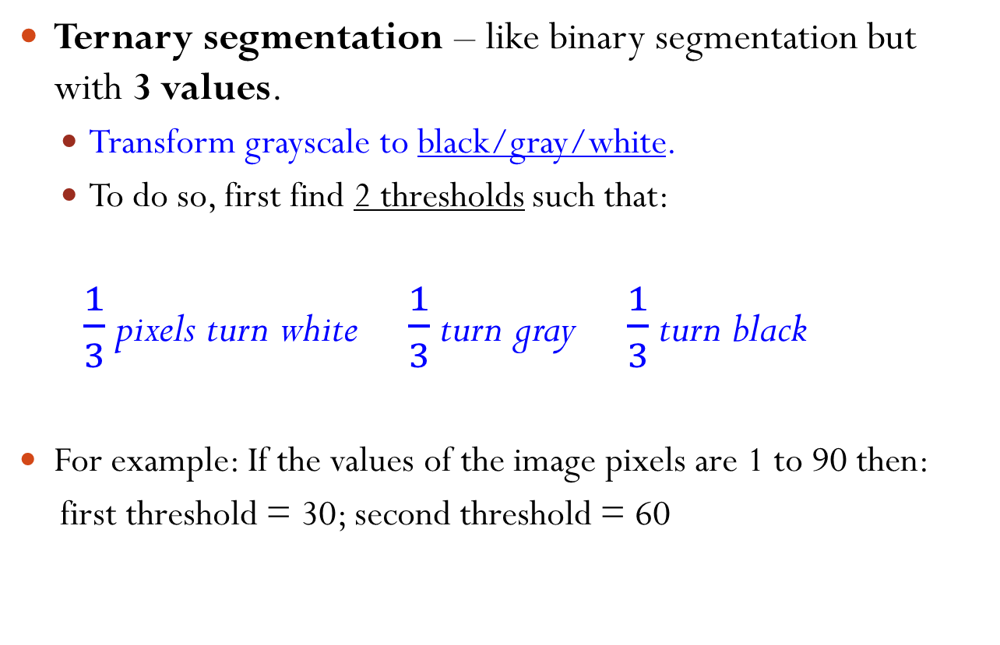 • Ternary segmentation – like binary segmentation but
with 3 values.
• Transform grayscale to black/gray/white.
• To do so, first find 2 thresholds such that:
1/3 pixels turn white 1/3 turn gray 1/3 turn black
• For example: If the values of the image pixels are 1 to 90 then:
first threshold = 30; second threshold = 60